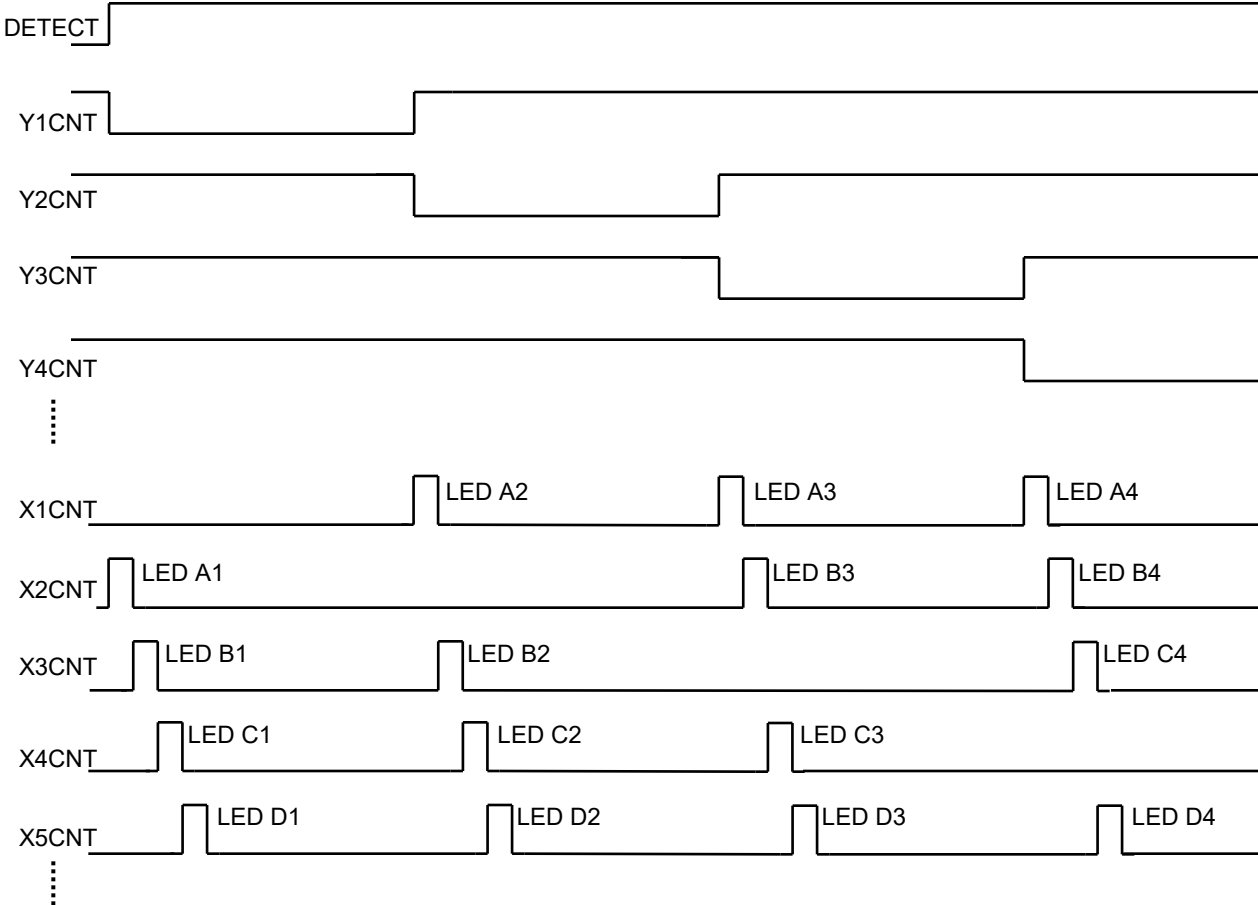 DETECT
Y1CNT
Y2CNT
Y3CNT
Y4CNT
X1CNT LED A2 LED A3 LED A4
X2CNT LED A1 LED B3 LED B4
X3CNT LED B1 LED B2 LED C4
X4CNT LED C1 LED C2 LED C3
X5CNT LED D1 LED D2 LED D3 LED D4